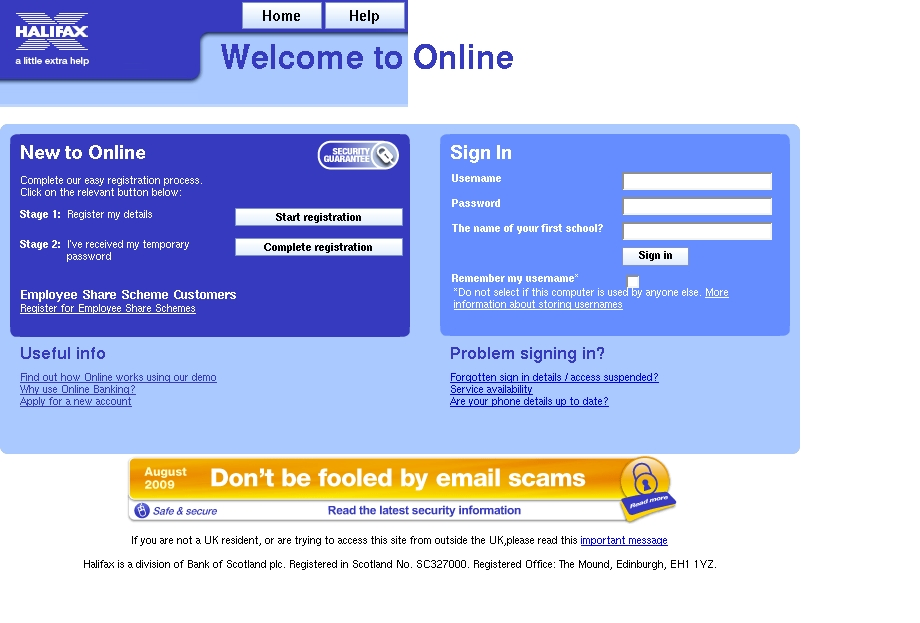 Home Help
HALIFAX
a little extra help
Welcome to Online
New to Online
SECURITY
GUARANTEE
Complete our easy registration process.
Click on the relevant button below:
Stage 1: Register my details
Start registration
Stage 2: I've received my temporary
password
Complete registration
Employee Share Scheme Customers
Register for Employee Share Schemes
Sign In
Username
Password
The name of your first school?
Sign in
Remember my username*
*Do not select if this computer is used by anyone else. More
information about storing usernames
Useful info
Find out how Online works using our demo
Why use Online Banking?
Apply for a new account
Problem signing in?
Forgotten sign in details / access suspended?
Service availability
Are your phone details up to date?
August
2009
Don't be fooled by email scams
Read more
Safe & secure
Read the latest security information
If you are not a UK resident, or are trying to access this site from outside the UK,please read this important message
Halifax is a division of Bank of Scotland plc. Registered in Scotland No. SC327000. Registered Office: The Mound, Edinburgh, EH1 1YZ.